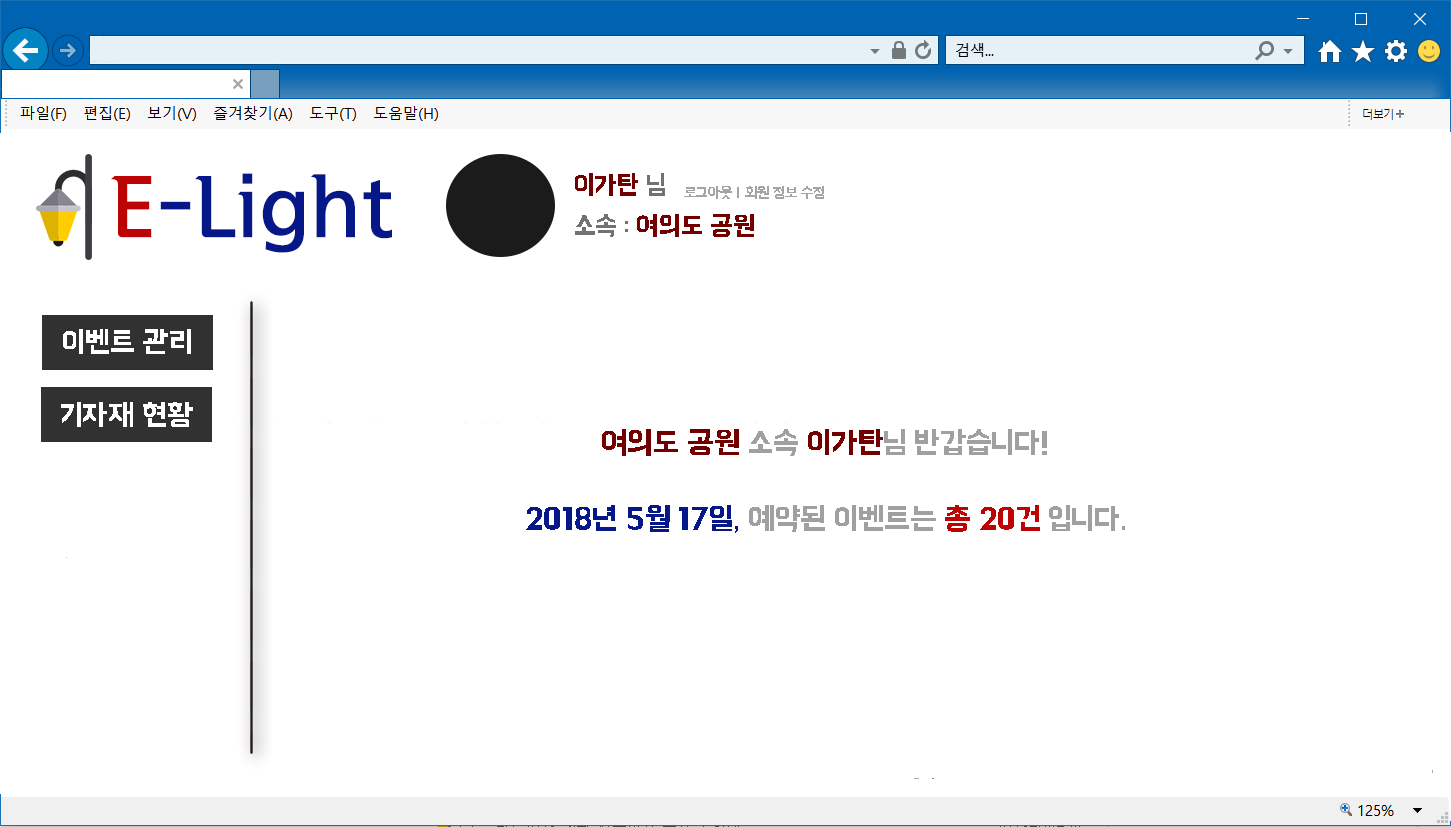 검색...
파일(F) 편집(E) 보기(V) 즐겨찾기(A) 도구(T) 도움말(H) 더보기+
E-Light
이가탄 님 로그아웃 | 회원 정보 수정
소속 : 여의도 공원
이벤트 관리
기자재 현황
여의도 공원 소속 이가탄님 반갑습니다!
2018년 5월 17일, 예약된 이벤트는 총 20건 입니다.
125%